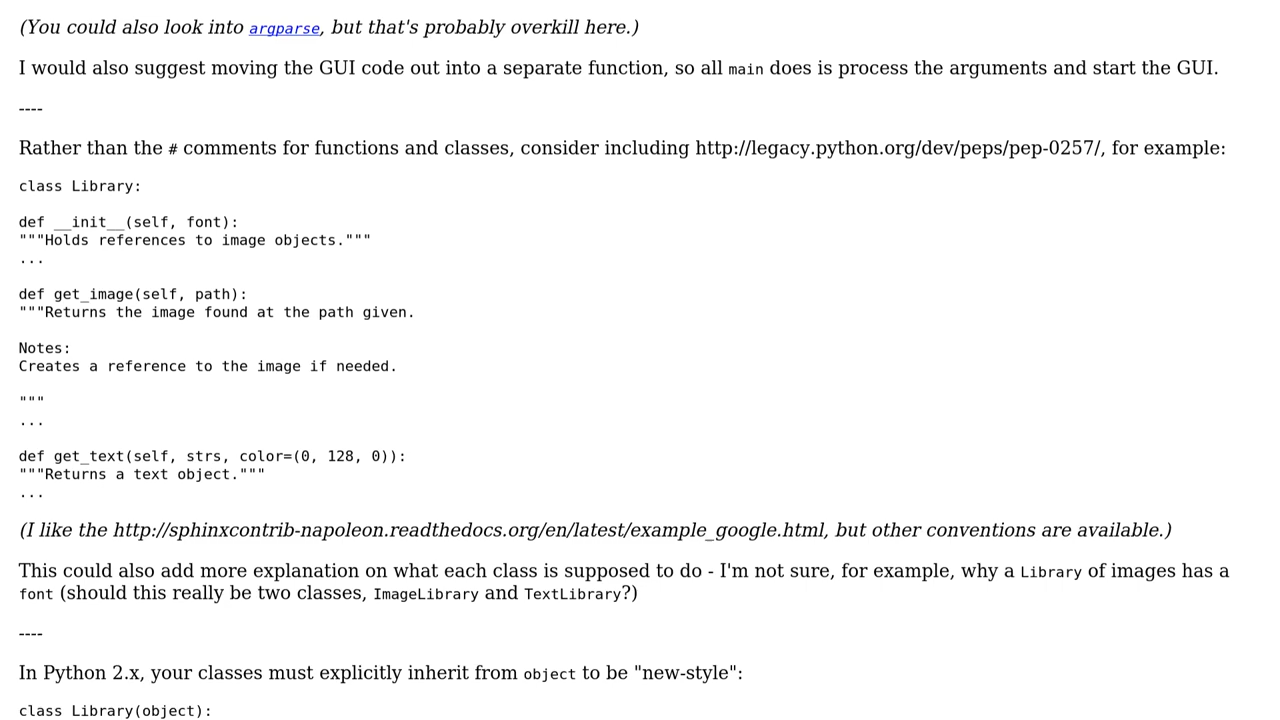 (You could also look into argparse, but that's probably overkill here.)
I would also suggest moving the GUI code out into a separate function, so all main does is process the arguments and start the GUI.
----
Rather than the # comments for functions and classes, consider including http://legacy.python.org/dev/peps/pep-0257/, for example:
class Library:
def __init__(self, font):
"""Holds references to image objects."""
...
def get_image(self, path):
"""Returns the image found at the path given.
Notes:
Creates a reference to the image if needed.
"""
...
def get_text(self, strs, color=(0, 128, 0)):
"""Returns a text object."""
...
(I like the http://sphinxcontrib-napoleon.readthedocs.org/en/latest/example_google.html, but other conventions are available.)
This could also add more explanation on what each class is supposed to do - I'm not sure, for example, why a Library of images has a
font (should this really be two classes, ImageLibrary and TextLibrary?)
----
In Python 2.x, your classes must explicitly inherit from object to be "new-style":
class Library(object):